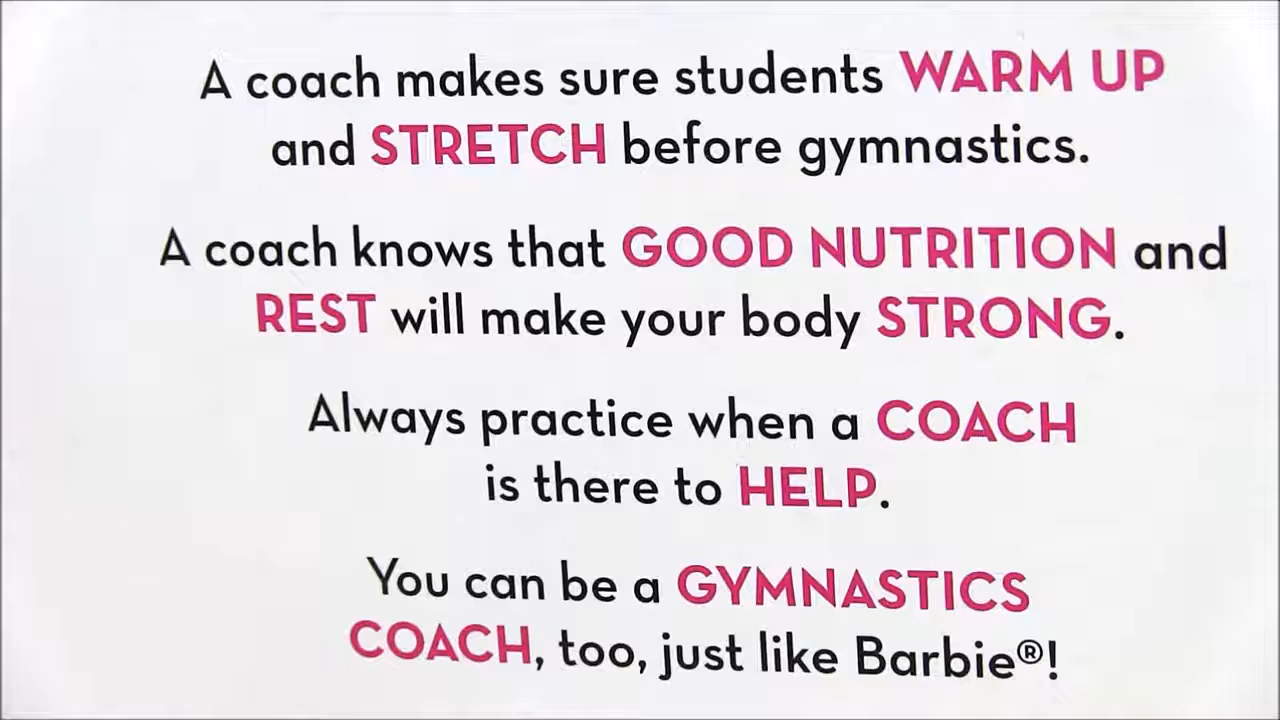 A coach makes sure students WARM UP
and STRETCH before gymnastics.
A coach knows that GOOD NUTRITION and
REST will make your body STRONG.
Always practice when a COACH
is there to HELP.
You can be a GYMNASTICS
COACH, too, just like Barbie®!